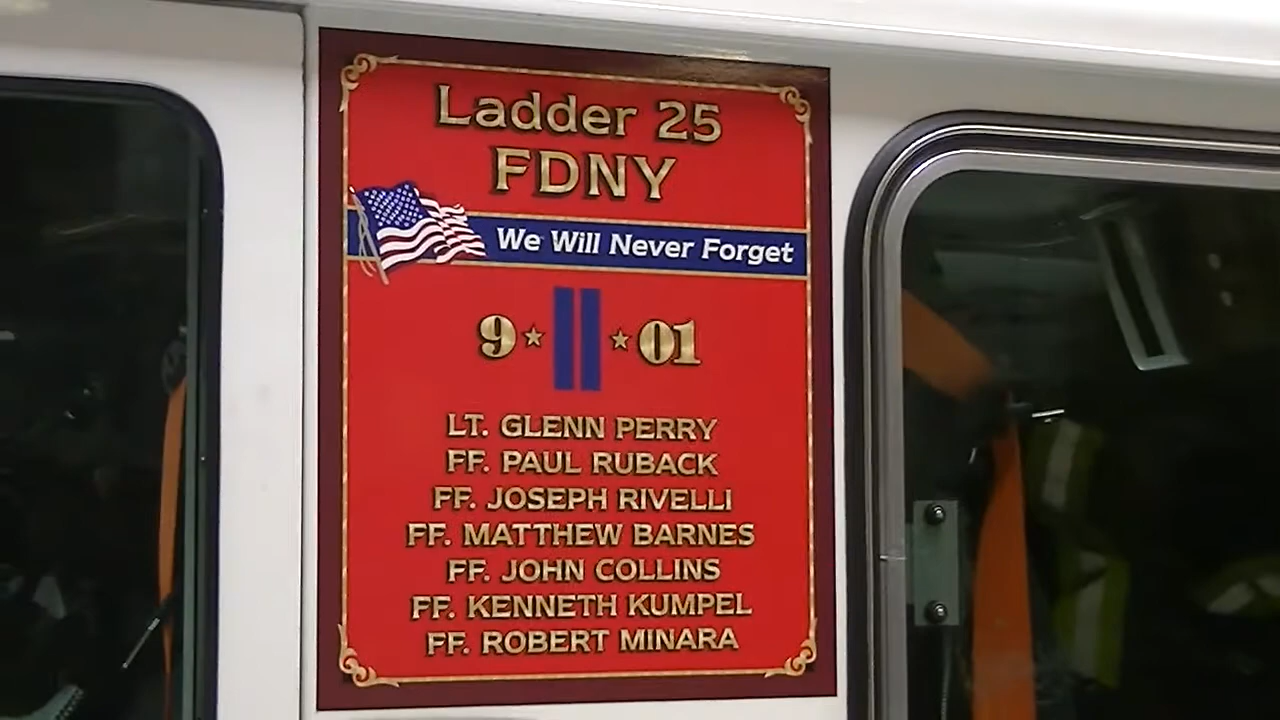 Ladder 25
FDNY
We Will Never Forget
9 ★ 11 ★ 01
LT. GLENN PERRY
FF. PAUL RUBACK
FF. JOSEPH RIVELLI
FF. MATTHEW BARNES
FF. JOHN COLLINS
FF. KENNETH KUMPEL
FF. ROBERT MINARA